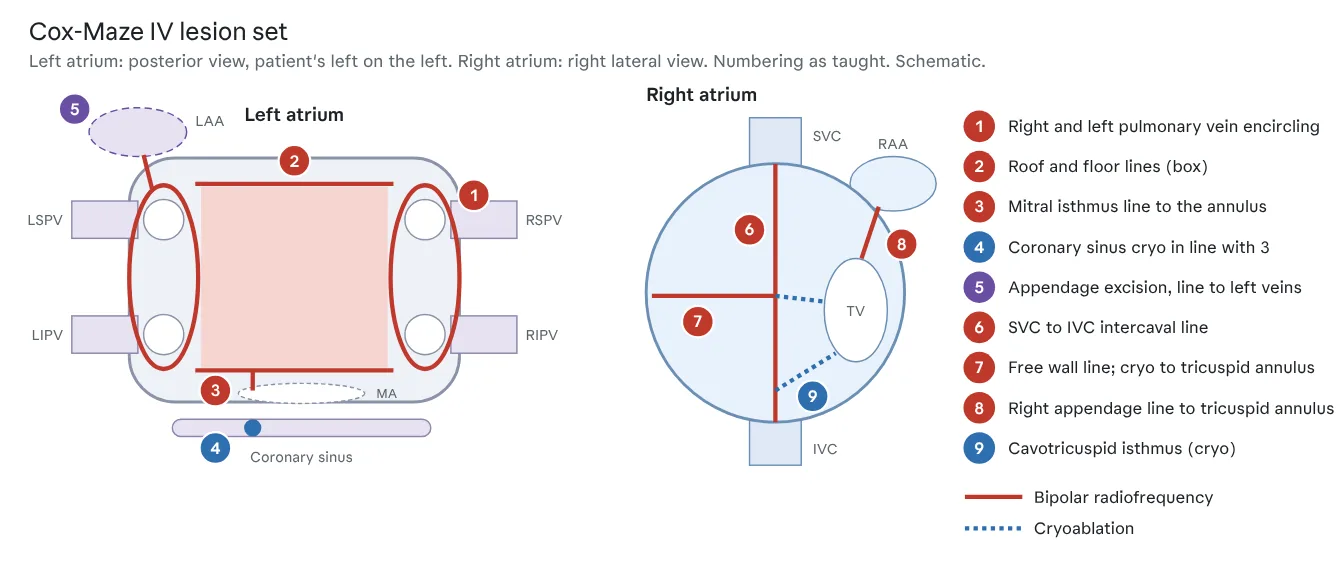 Cox-Maze IV lesion set
Left atrium: posterior view, patient's left on the left. Right atrium: right lateral view. Numbering as taught. Schematic.
5
LAA
Left atrium
2
1
LSPV
RSPV
LIPV
RIPV
3
MA
4
Coronary sinus
Right atrium
SVC
RAA
6
8
TV
7
9
IVC
1 Right and left pulmonary vein encircling
2 Roof and floor lines (box)
3 Mitral isthmus line to the annulus
4 Coronary sinus cryo in line with 3
5 Appendage excision, line to left veins
6 SVC to IVC intercaval line
7 Free wall line; cryo to tricuspid annulus
8 Right appendage line to tricuspid annulus
9 Cavotricuspid isthmus (cryo)
Bipolar radiofrequency
Cryoablation